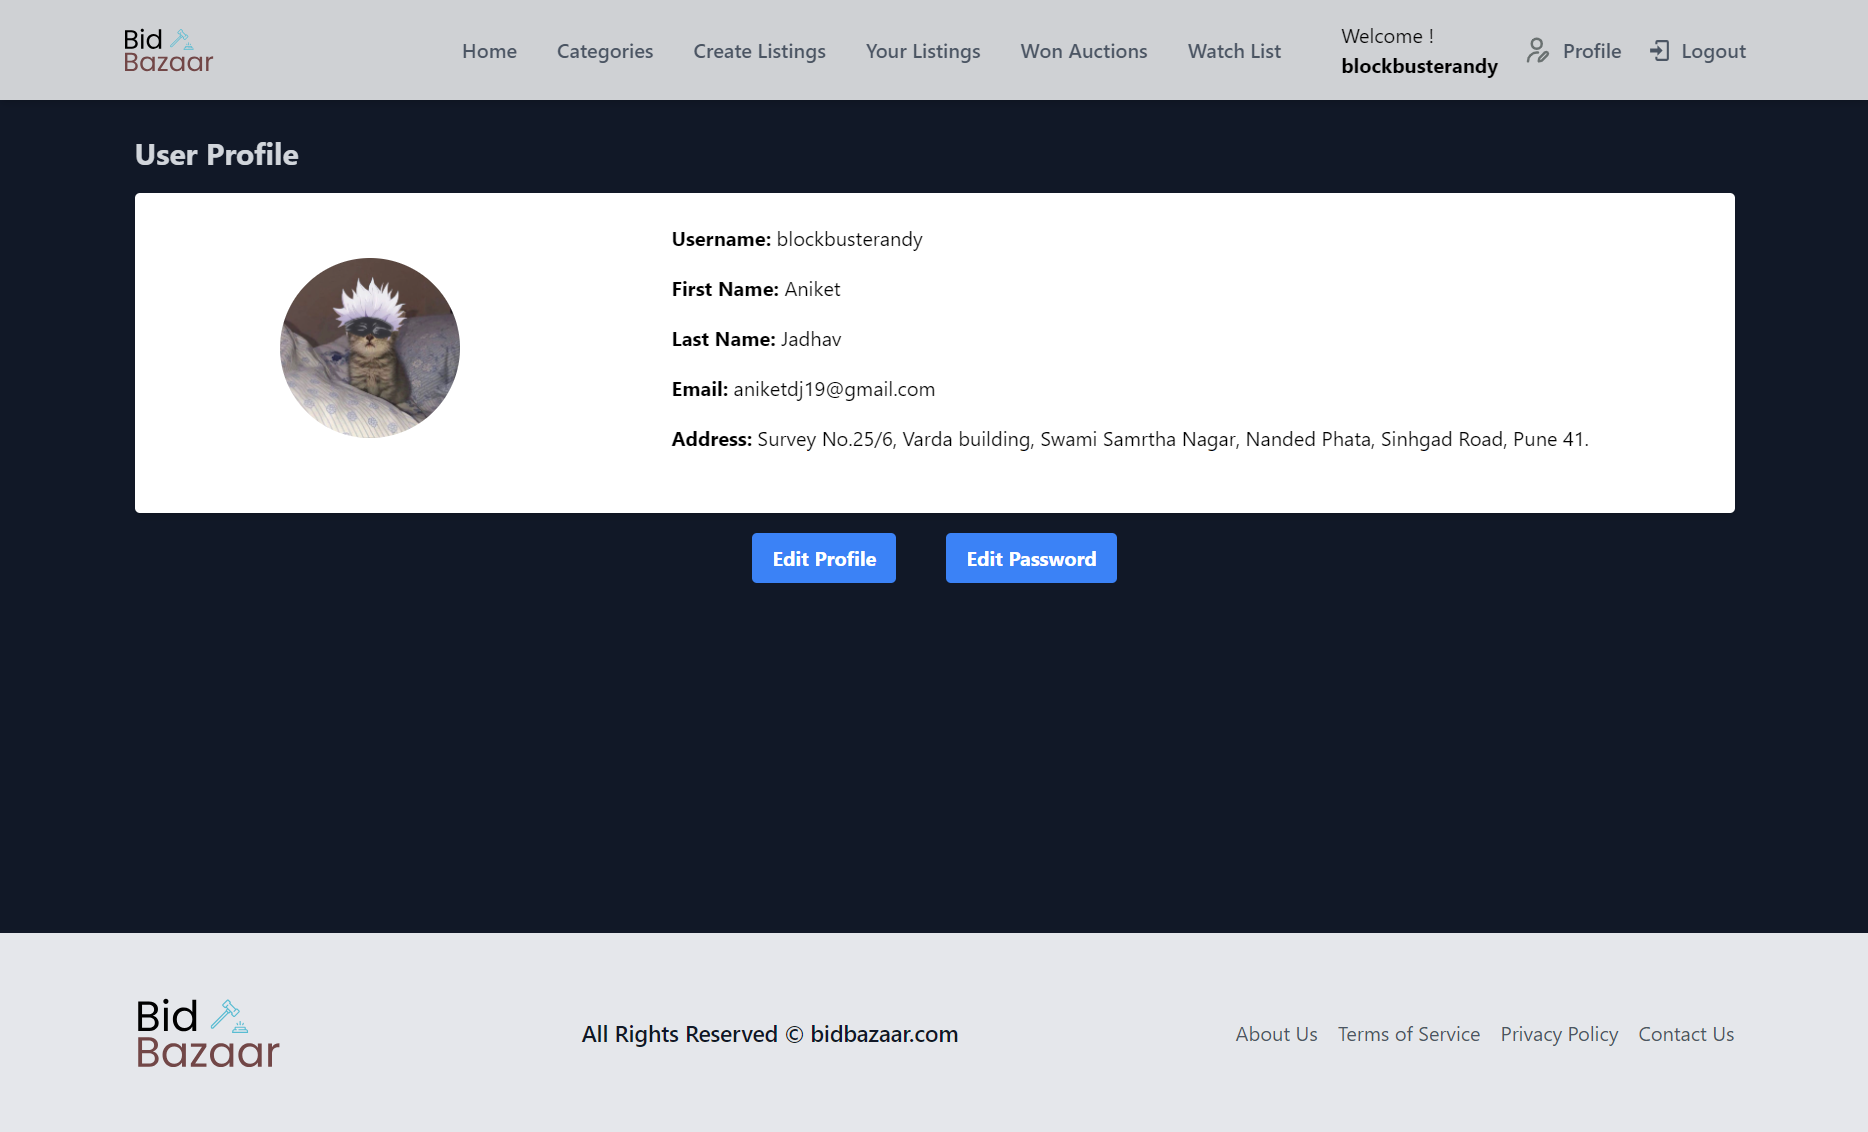 Bid
Bazaar
Home
Categories
Create Listings
Your Listings
Won Auctions
Watch List
Welcome !
blockbusterandy
Profile
Logout
User Profile
Username: blockbusterandy
First Name: Aniket
Last Name: Jadhav
Email: aniketdj19@gmail.com
Address: Survey No.25/6, Varda building, Swami Samrtha Nagar, Nanded Phata, Sinhgad Road, Pune 41.
Edit Profile
Edit Password
Bid
Bazaar
All Rights Reserved © bidbazaar.com
About Us
Terms of Service
Privacy Policy
Contact Us